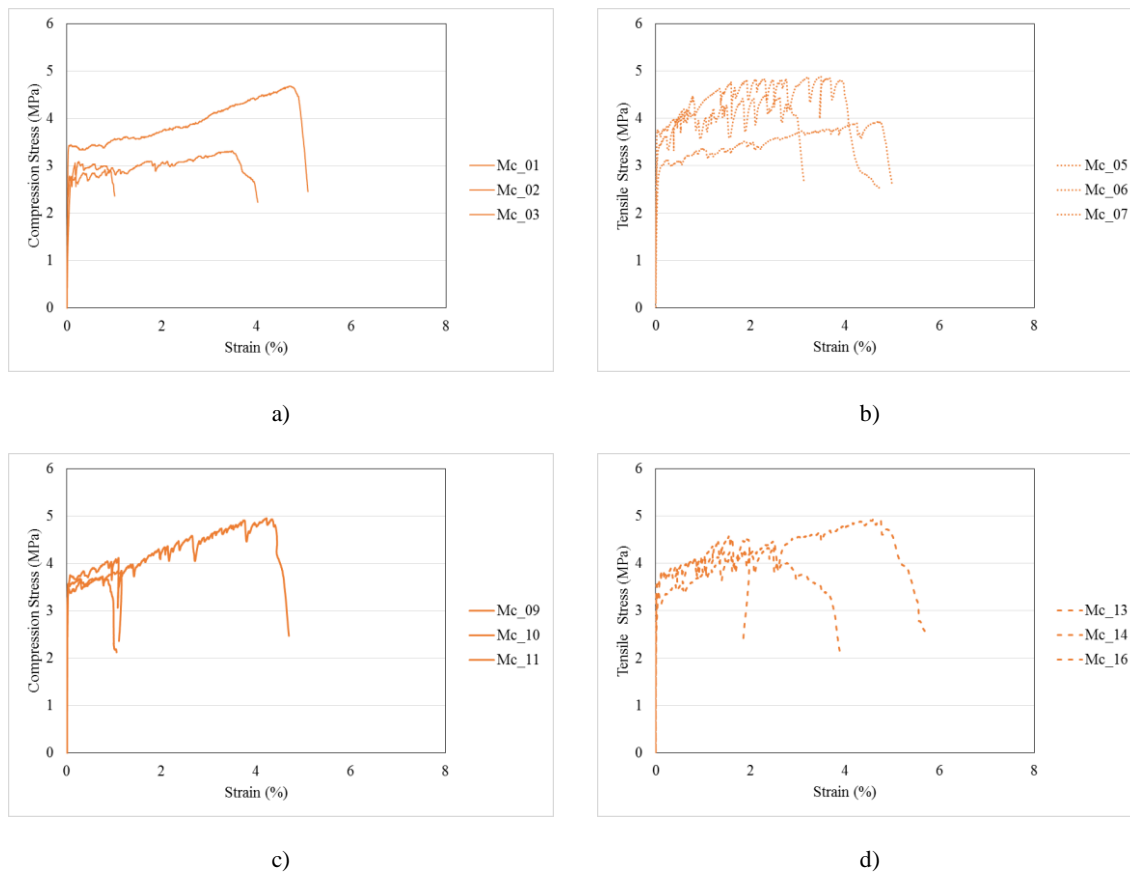 6
5
4
3
2
1
0
0 2 4 6 8
Compression Stress (MPa)
Strain (%)
Mc_01
Mc_02
Mc_03
a)
6
5
4
3
2
1
0
0 2 4 6 8
Tensile Stress (MPa)
Strain (%)
Mc_05
Mc_06
Mc_07
b)
6
5
4
3
2
1
0
0 2 4 6 8
Compression Stress (MPa)
Strain (%)
Mc_09
Mc_10
Mc_11
c)
6
5
4
3
2
1
0
0 2 4 6 8
Tensile Stress (MPa)
Strain (%)
Mc_13
Mc_14
Mc_16
d)